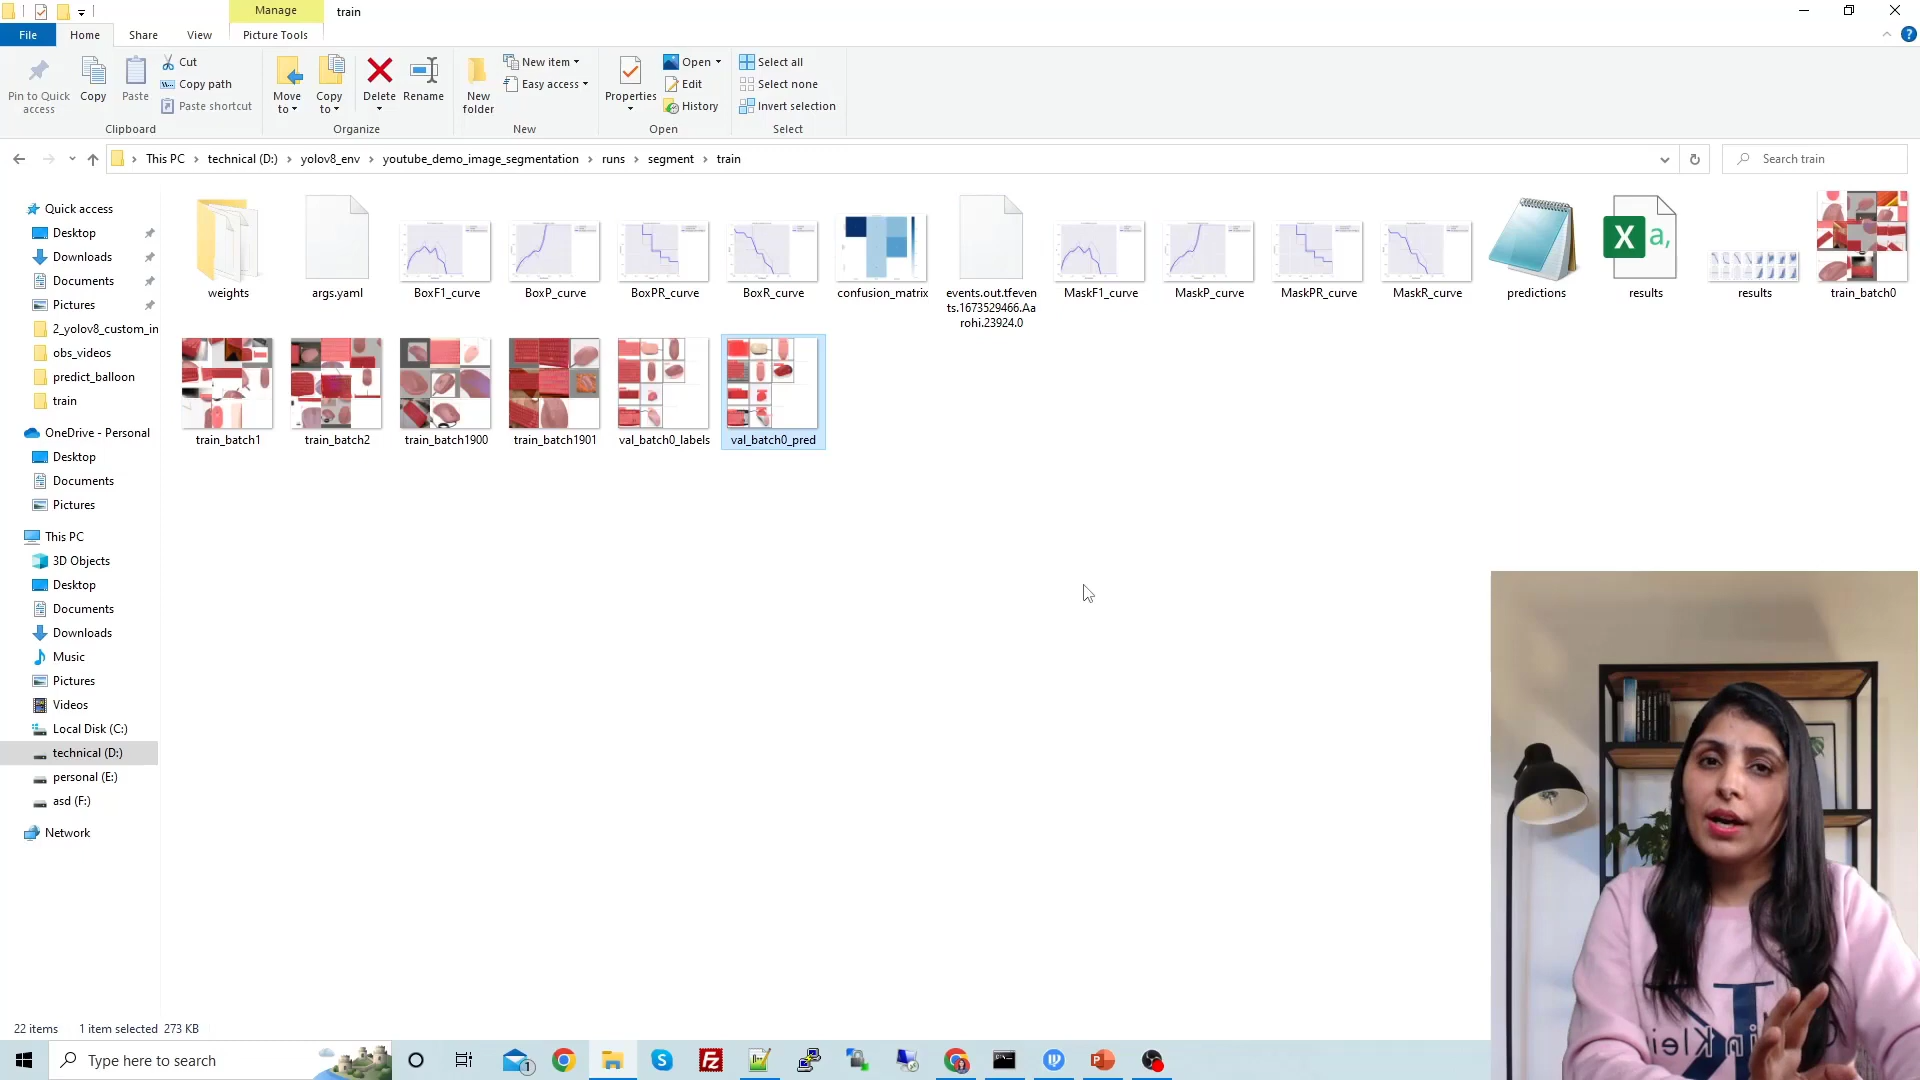 Manage
train
File
Home
Share
View
Picture Tools
Pin to Quick access
Copy
Paste
Cut
Copy path
Paste shortcut
Clipboard
Move to
Copy to
Delete
Rename
Organize
New folder
New item
Easy access
New
Properties
Open
Edit
History
Open
Select all
Select none
Invert selection
Select
This PC
technical (D:)
yolov8_env
youtube_demo_image_segmentation
runs
segment
train
Search train
Quick access
Desktop
Downloads
Documents
Pictures
2_yolov8_custom_in
obs_videos
predict_balloon
train
OneDrive - Personal
Desktop
Documents
Pictures
This PC
3D Objects
Desktop
Documents
Downloads
Music
Pictures
Videos
Local Disk (C:)
technical (D:)
personal (E:)
asd (F:)
Network
weights
args.yaml
BoxF1_curve
BoxP_curve
BoxPR_curve
BoxR_curve
confusion_matrix
events.out.tfeven
ts.1673529466.Aa
rohi.23924.0
MaskF1_curve
MaskP_curve
MaskPR_curve
MaskR_curve
predictions
results
results
train_batch0
train_batch1
train_batch2
train_batch1900
train_batch1901
val_batch0_labels
val_batch0_pred
22 items
1 item selected 273 KB
Type here to search